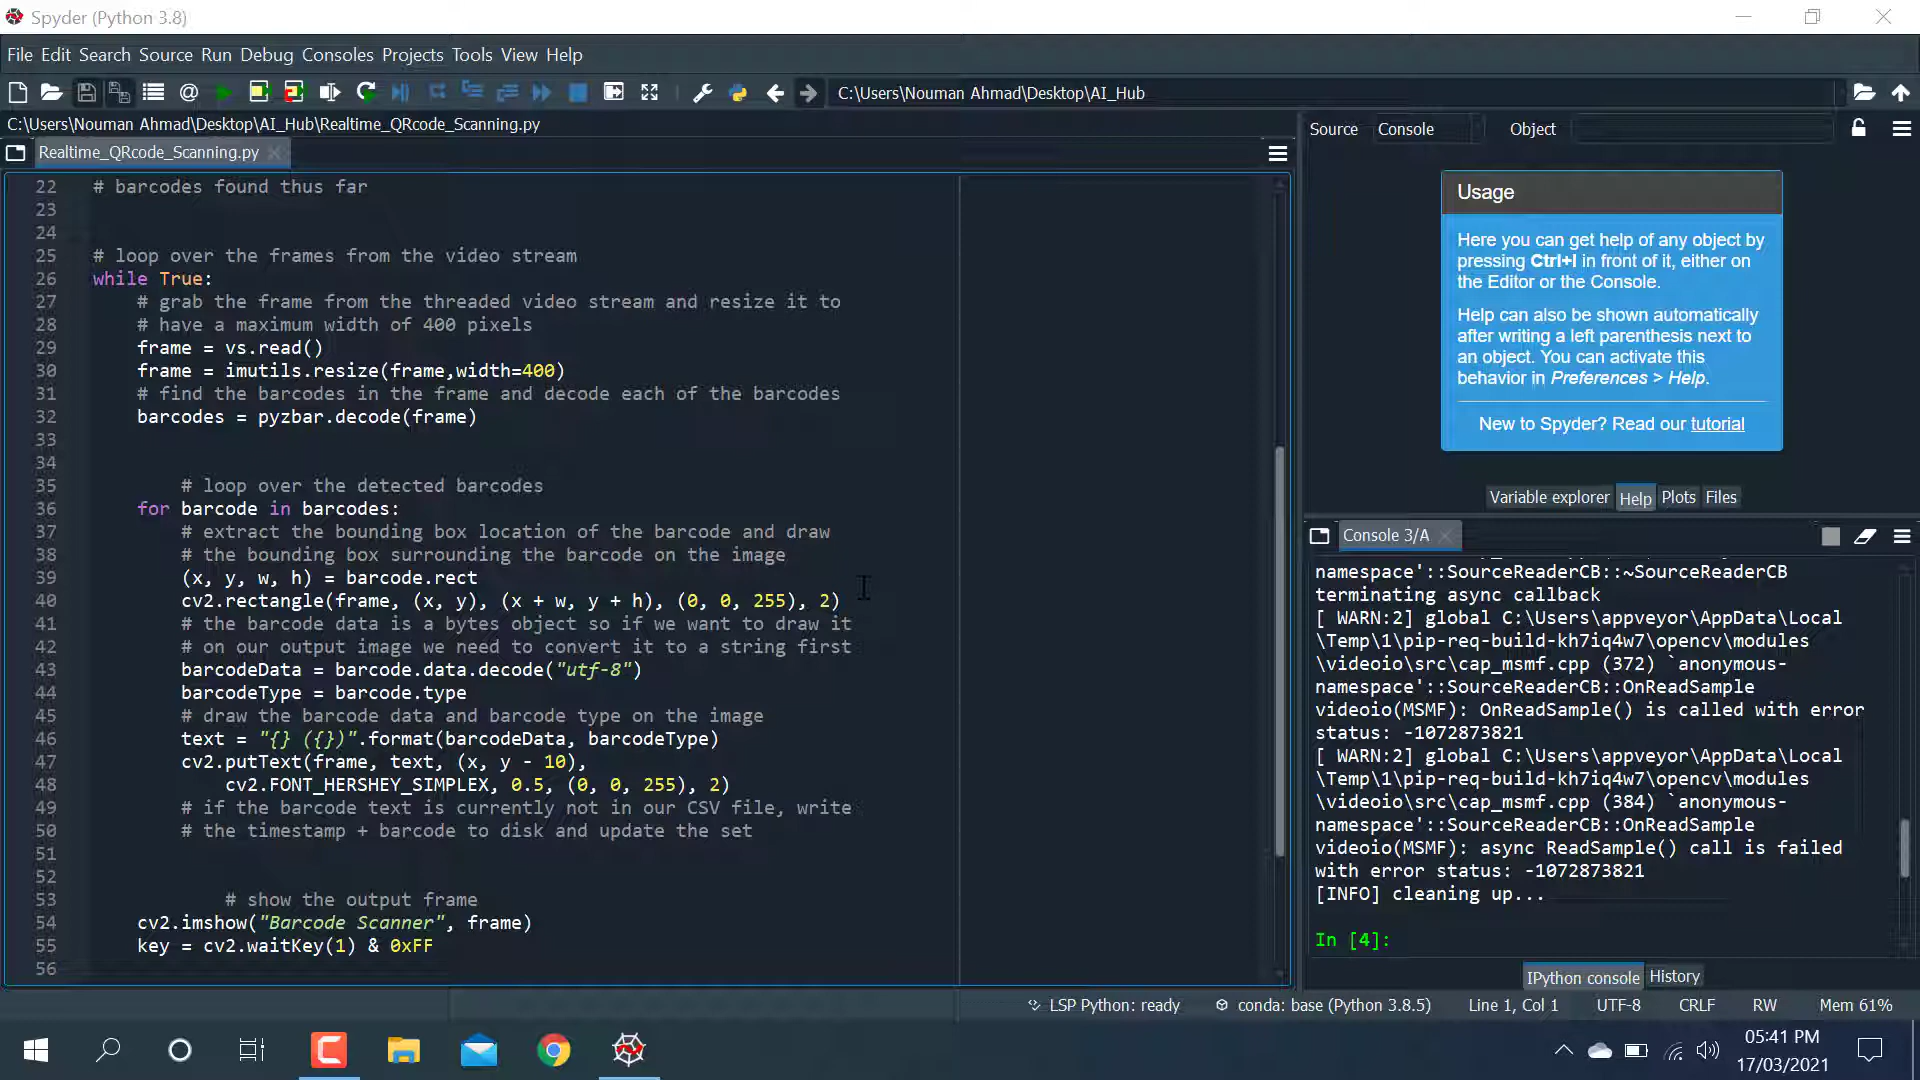 Spyder (Python 3.8)
File Edit Search Source Run Debug Consoles Projects Tools View Help
C:\Users\Nouman Ahmad\Desktop\AI_Hub
C:\Users\Nouman Ahmad\Desktop\AI_Hub\Realtime_QRcode_Scanning.py
Realtime_QRcode_Scanning.py
22 # barcodes found thus far
23
24
25 # loop over the frames from the video stream
26 while True:
27 # grab the frame from the threaded video stream and resize it to
28 # have a maximum width of 400 pixels
29 frame = vs.read()
30 frame = imutils.resize(frame,width=400)
31 # find the barcodes in the frame and decode each of the barcodes
32 barcodes = pyzbar.decode(frame)
33
34
35 # loop over the detected barcodes
36 for barcode in barcodes:
37 # extract the bounding box location of the barcode and draw
38 # the bounding box surrounding the barcode on the image
39 (x, y, w, h) = barcode.rect
40 cv2.rectangle(frame, (x, y), (x + w, y + h), (0, 0, 255), 2)
41 # the barcode data is a bytes object so if we want to draw it
42 # on our output image we need to convert it to a string first
43 barcodeData = barcode.data.decode("utf-8")
44 barcodeType = barcode.type
45 # draw the barcode data and barcode type on the image
46 text = "{} ({})".format(barcodeData, barcodeType)
47 cv2.putText(frame, text, (x, y - 10),
48 cv2.FONT_HERSHEY_SIMPLEX, 0.5, (0, 0, 255), 2)
49 # if the barcode text is currently not in our CSV file, write
50 # the timestamp + barcode to disk and update the set
51
52
53 # show the output frame
54 cv2.imshow("Barcode Scanner", frame)
55 key = cv2.waitKey(1) & 0xFF
56
Source Console Object
Usage
Here you can get help of any object by
pressing Ctrl+I in front of it, either on
the Editor or the Console.
Help can also be shown automatically
after writing a left parenthesis next to
an object. You can activate this
behavior in Preferences > Help.
New to Spyder? Read our tutorial
Variable explorer Help Plots Files
Console 3/A
namespace'::SourceReaderCB::~SourceReaderCB
terminating async callback
[ WARN:2] global C:\Users\appveyor\AppData\Local
\Temp\1\pip-req-build-kh7iq4w7\opencv\modules
\videoio\src\cap_msmf.cpp (372) `anonymous-
namespace'::SourceReaderCB::OnReadSample
videoio(MSMF): OnReadSample() is called with error
status: -1072873821
[ WARN:2] global C:\Users\appveyor\AppData\Local
\Temp\1\pip-req-build-kh7iq4w7\opencv\modules
\videoio\src\cap_msmf.cpp (384) `anonymous-
namespace'::SourceReaderCB::OnReadSample
videoio(MSMF): async ReadSample() call is failed
with error status: -1072873821
[INFO] cleaning up...
In [4]:
IPython console History
LSP Python: ready conda: base (Python 3.8.5) Line 1, Col 1 UTF-8 CRLF RW Mem 61%
05:41 PM
17/03/2021